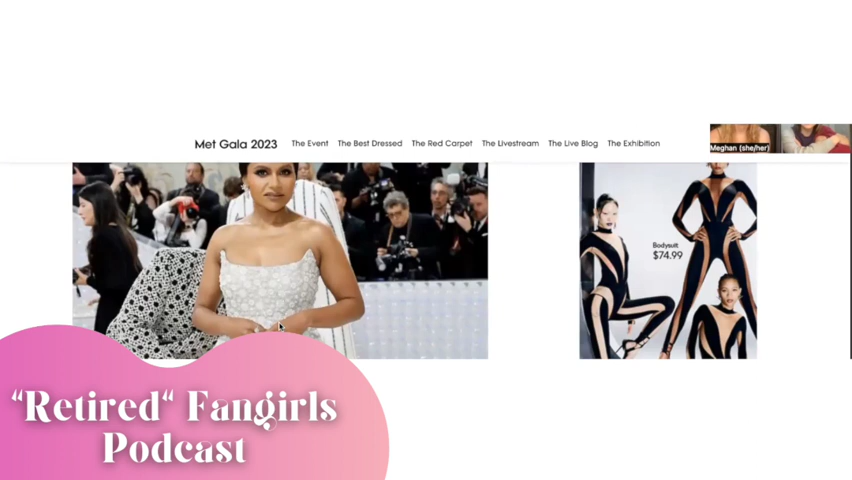 Met Gala 2023 The Event The Best Dressed The Red Carpet The Livestream The Live Blog The Exhibition
Meghan (she/her)
Bodysuit
$74.99
“Retired“ Fangirls
Podcast